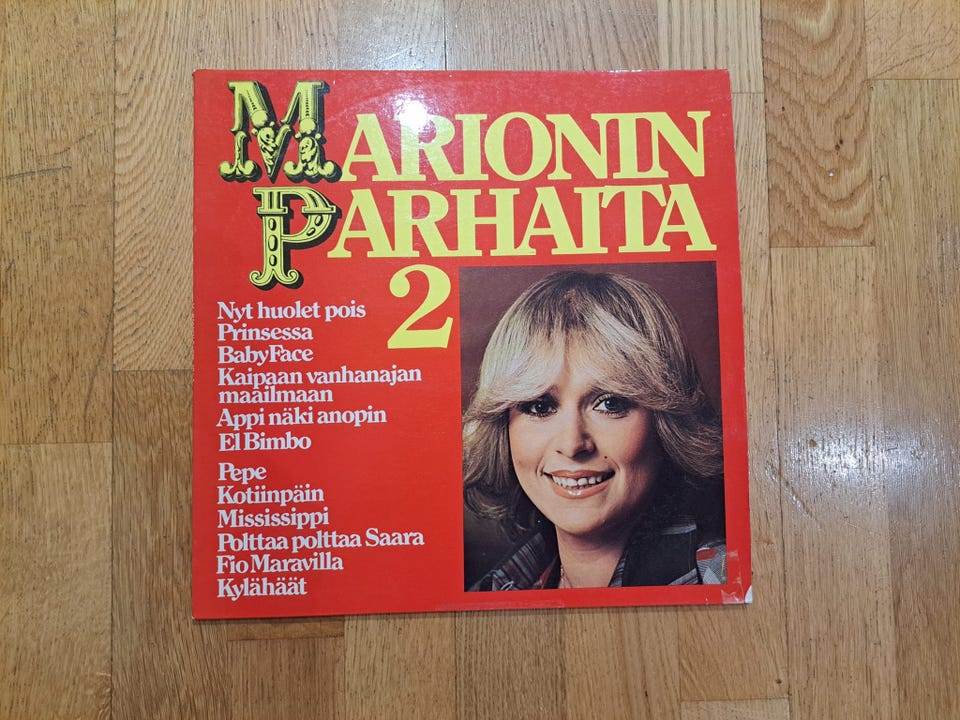 MARIONIN
PARHAITA
2
Nyt huolet pois
Prinsessa
BabyFace
Kaipaan vanhanajan
maailmaan
Appi näki anopin
El Bimbo
Pepe
Kotiinpäin
Mississippi
Polttaa polttaa Saara
Fio Maravilla
Kylähäät